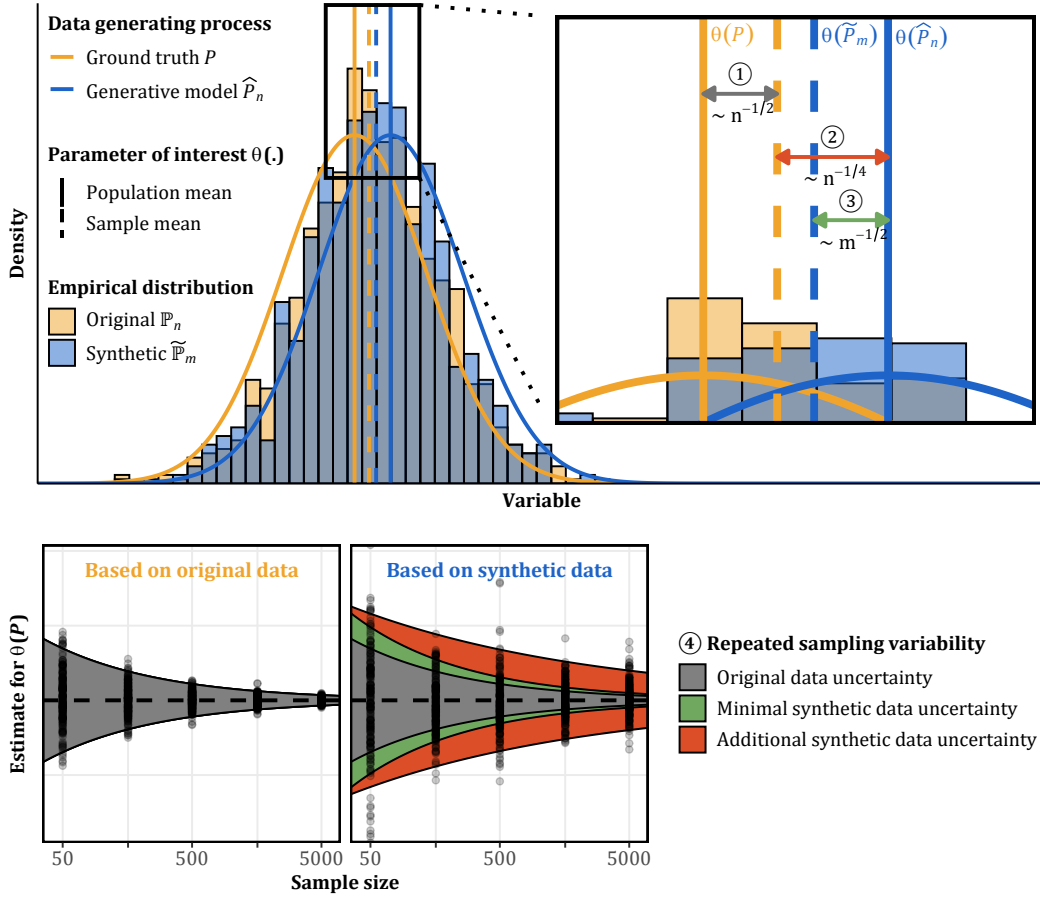 Data generating process
Ground truth P
Generative model P̂ₙ
Parameter of interest θ(.)
Population mean
Sample mean
Empirical distribution
Original ℙₙ
Synthetic ℙ̃ₘ
Density
Variable
θ(P)
θ(P̃ₘ)
θ(P̂ₙ)
①
~ n⁻¹/²
②
~ n⁻¹/⁴
③
~ m⁻¹/²
Based on original data
Based on synthetic data
Estimate for θ(P)
50
500
5000
50
500
5000
Sample size
④ Repeated sampling variability
Original data uncertainty
Minimal synthetic data uncertainty
Additional synthetic data uncertainty